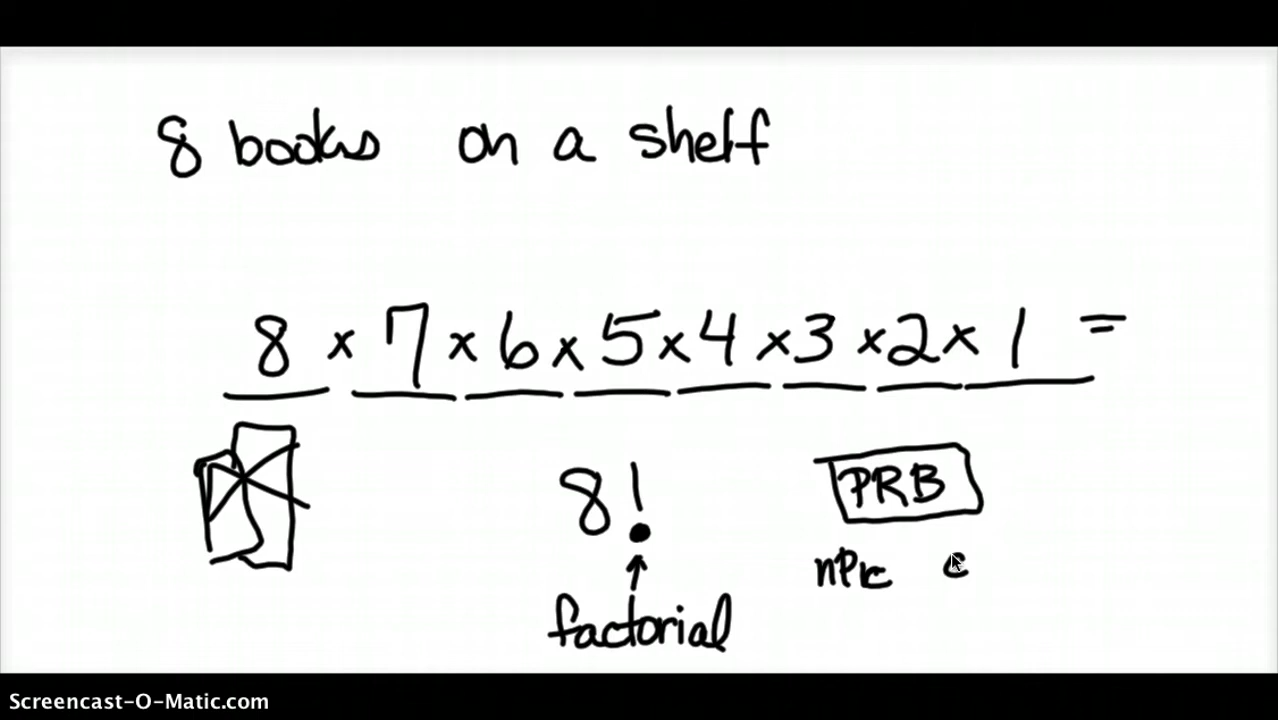 8 books on a shelf
8 × 7 × 6 × 5 × 4 × 3 × 2 × 1 =
8!
PRB
nPr
factorial
Screencast-O-Matic.com